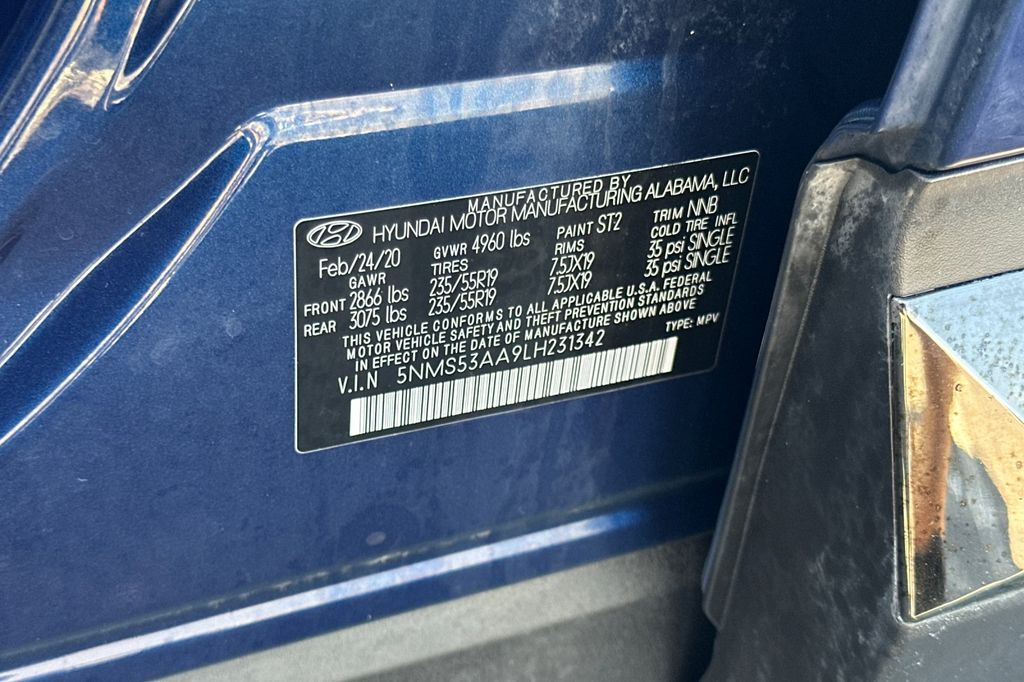 MANUFACTURED BY
HYUNDAI MOTOR MANUFACTURING ALABAMA, LLC
Feb/24/20 GVWR 4960 lbs PAINT ST2 TRIM NNB
GAWR TIRES RIMS COLD TIRE INFL
FRONT 2866 lbs 235/55R19 7.5JX19 35 psi SINGLE
REAR 3075 lbs 235/55R19 7.5JX19 35 psi SINGLE
THIS VEHICLE CONFORMS TO ALL APPLICABLE U.S.A. FEDERAL
MOTOR VEHICLE SAFETY AND THEFT PREVENTION STANDARDS
IN EFFECT ON THE DATE OF MANUFACTURE SHOWN ABOVE
V.I.N 5NMS53AA9LH231342 TYPE: MPV